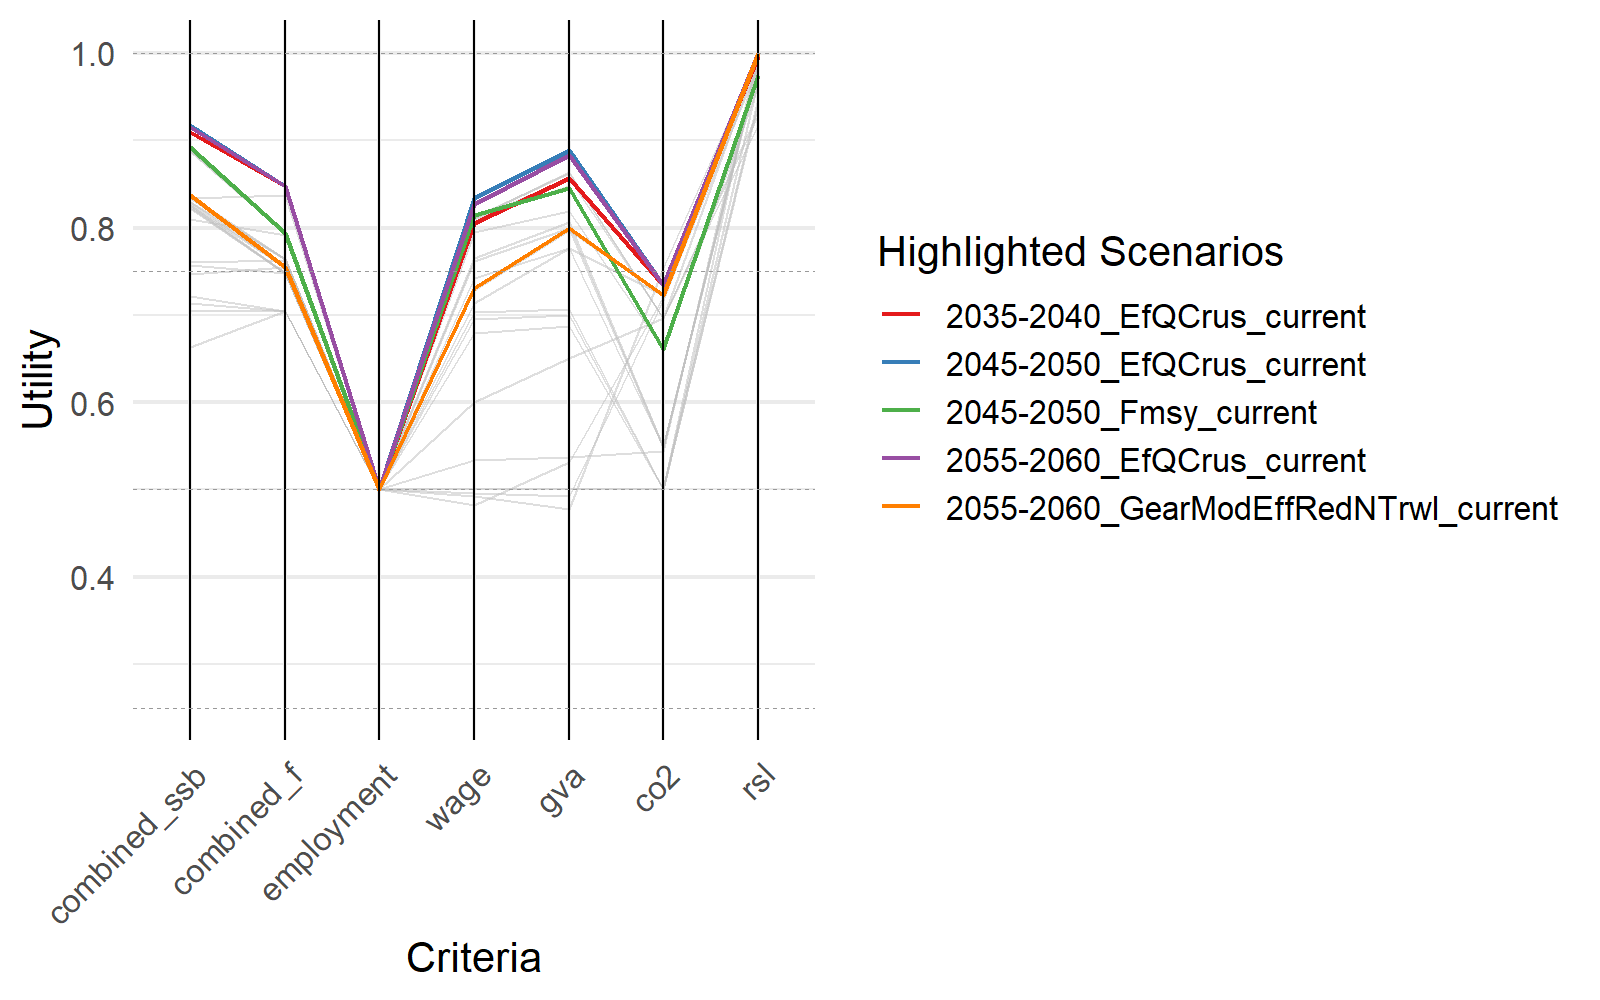 1.0
0.8
0.6
0.4
Utility
combined_ssb
combined_f
employment
wage
gva
co2
rsl
Criteria
Highlighted Scenarios
2035-2040_EfQCrus_current
2045-2050_EfQCrus_current
2045-2050_Fmsy_current
2055-2060_EfQCrus_current
2055-2060_GearModEffRedNTrwl_current